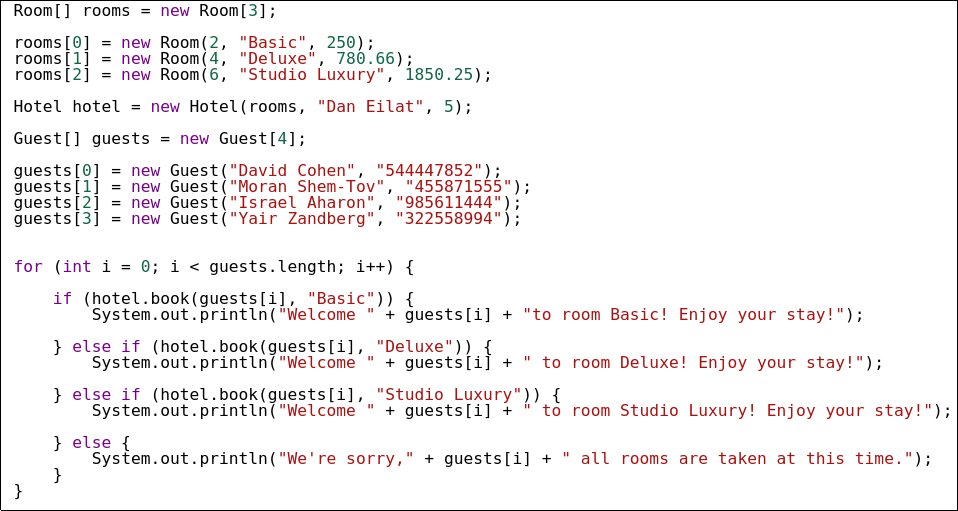 Room[] rooms = new Room[3];
rooms[0] = new Room(2, "Basic", 250);
rooms[1] = new Room(4, "Deluxe", 780.66);
rooms[2] = new Room(6, "Studio Luxury", 1850.25);
Hotel hotel = new Hotel(rooms, "Dan Eilat", 5);
Guest[] guests = new Guest[4];
guests[0] = new Guest("David Cohen", "544447852");
guests[1] = new Guest("Moran Shem-Tov", "455871555");
guests[2] = new Guest("Israel Aharon", "985611444");
guests[3] = new Guest("Yair Zandberg", "322558994");
for (int i = 0; i < guests.length; i++) {
    if (hotel.book(guests[i], "Basic")) {
        System.out.println("Welcome " + guests[i] + "to room Basic! Enjoy your stay!");
    } else if (hotel.book(guests[i], "Deluxe")) {
        System.out.println("Welcome " + guests[i] + " to room Deluxe! Enjoy your stay!");
    } else if (hotel.book(guests[i], "Studio Luxury")) {
        System.out.println("Welcome " + guests[i] + " to room Studio Luxury! Enjoy your stay!");
    } else {
        System.out.println("We're sorry," + guests[i] + " all rooms are taken at this time.");
    }
}